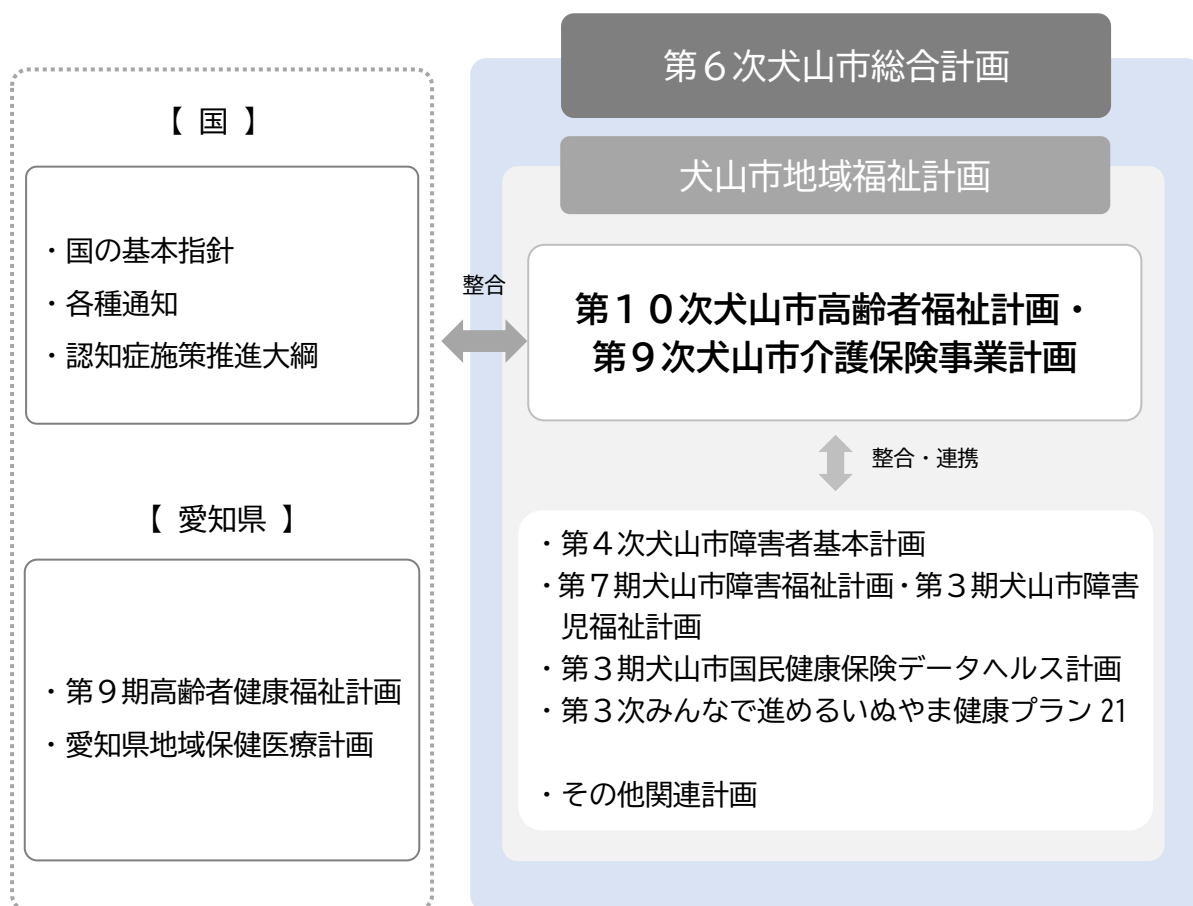 【 国 】
・国の基本指針
・各種通知
・認知症施策推進大綱
【 愛知県 】
・第９期高齢者健康福祉計画
・愛知県地域保健医療計画
整合
第６次犬山市総合計画
犬山市地域福祉計画
第１０次犬山市高齢者福祉計画・
第９次犬山市介護保険事業計画
整合・連携
・第４次犬山市障害者基本計画
・第７期犬山市障害福祉計画・第３期犬山市障害
児福祉計画
・第３期犬山市国民健康保険データヘルス計画
・第３次みんなで進めるいぬやま健康プラン 21
・その他関連計画